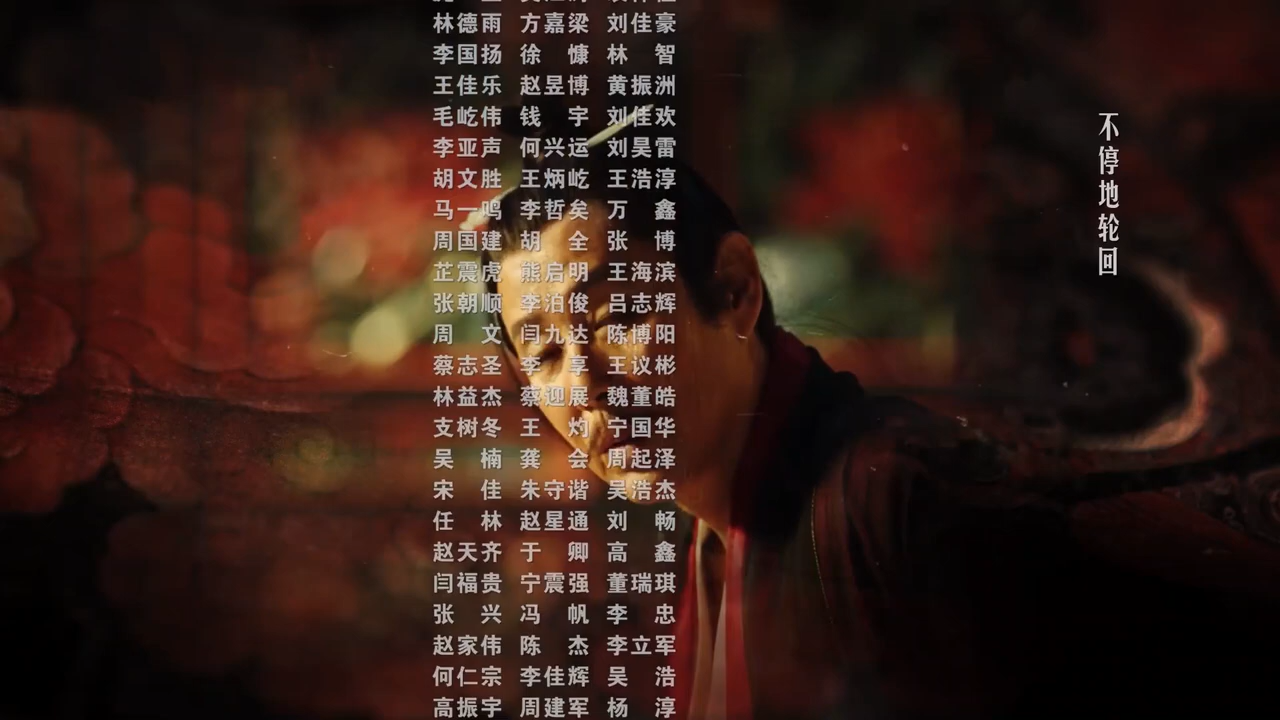 林德雨 方嘉梁 刘佳豪
李国扬 徐慷 林智
王佳乐 赵昱博 黄振洲
毛屹伟 钱宇 刘佳欢
李亚声 何兴运 刘昊雷
胡文胜 王炳屹 王浩淳
马一鸣 李哲矣 万鑫
周国建 胡全 张博
芷震虎 熊启明 王海滨
张朝顺 李泊俊 吕志辉
周文 闫九达 陈博阳
蔡志圣 李享 王议彬
林益杰 蔡迎展 魏董皓
支树冬 王灼 宁国华
吴楠 龚会 周起泽
宋佳 朱守谐 吴浩杰
任林 赵星通 刘畅
赵天齐 于卿 高鑫
闫福贵 宁震强 董瑞琪
张兴 冯帆 李忠
赵家伟 陈杰 李立军
何仁宗 李佳辉 吴浩
高振宇 周建军 杨淳
不停地轮回